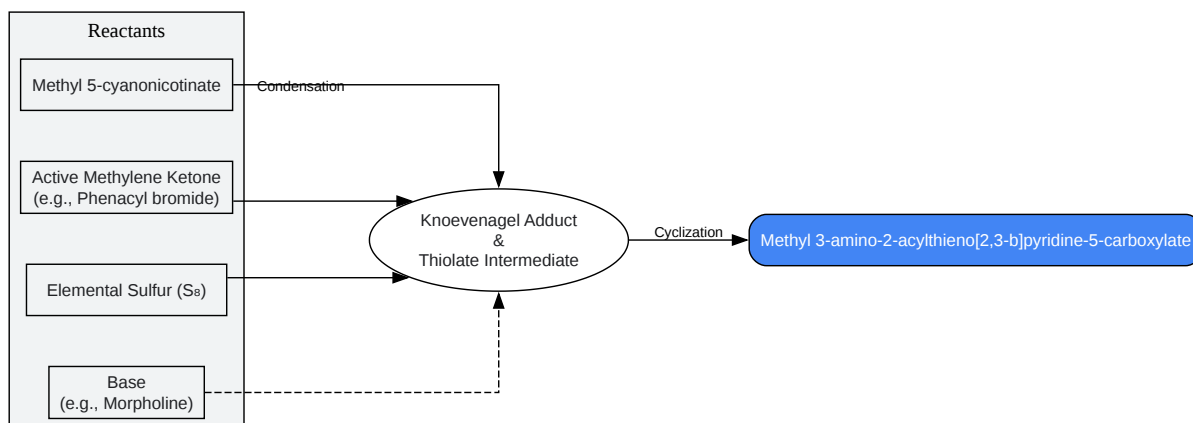 Reactants
Methyl 5-cyanonicotinate
Condensation
Active Methylene Ketone
(e.g., Phenacyl bromide)
Knoevenagel Adduct
&
Thiolate Intermediate
Cyclization
Methyl 3-amino-2-acylthieno[2,3-b]pyridine-5-carboxylate
Elemental Sulfur (S₈)
Base
(e.g., Morpholine)